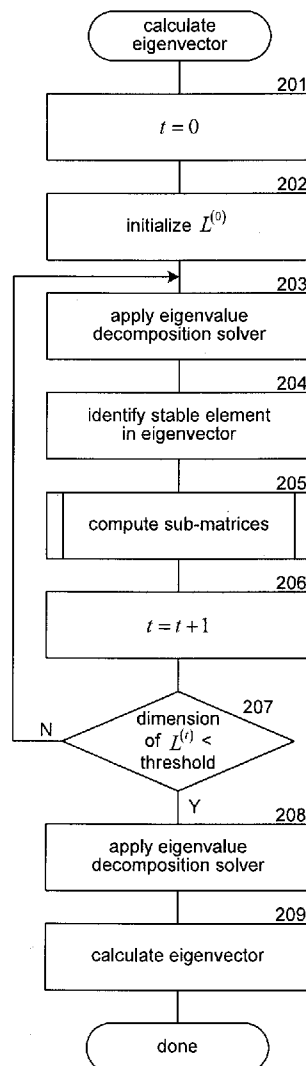 calculate
eigenvector
201
t = 0
202
initialize L^(0)
203
apply eigenvalue
decomposition solver
204
identify stable element
in eigenvector
205
compute sub-matrices
206
t = t + 1
207
dimension
of L^(t) <
threshold
N
Y
208
apply eigenvalue
decomposition solver
209
calculate eigenvector
done